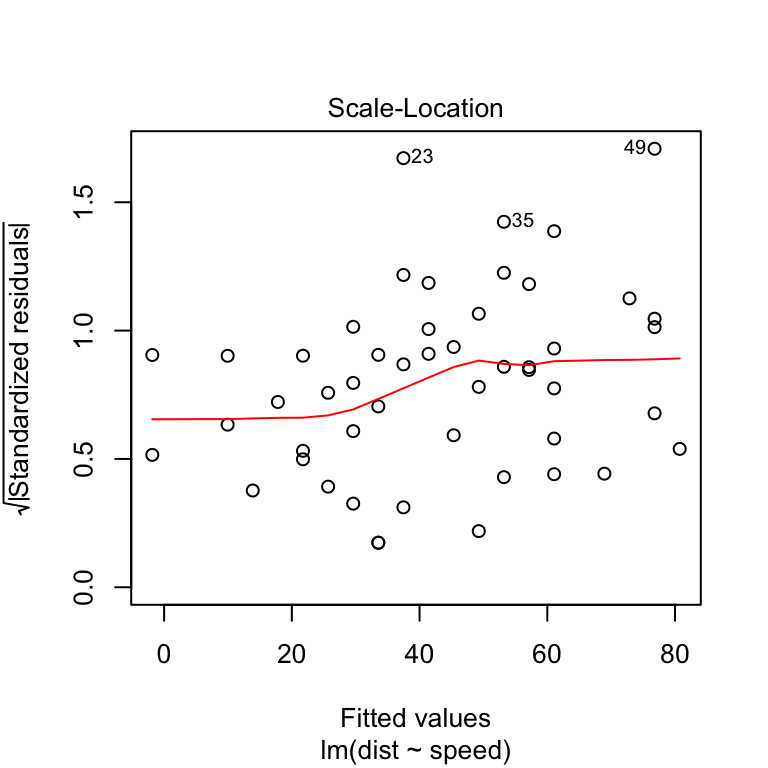 Scale-Location
√|Standardized residuals|
1.5
1.0
0.5
0.0
23
49
35
0 20 40 60 80
Fitted values
lm(dist ~ speed)